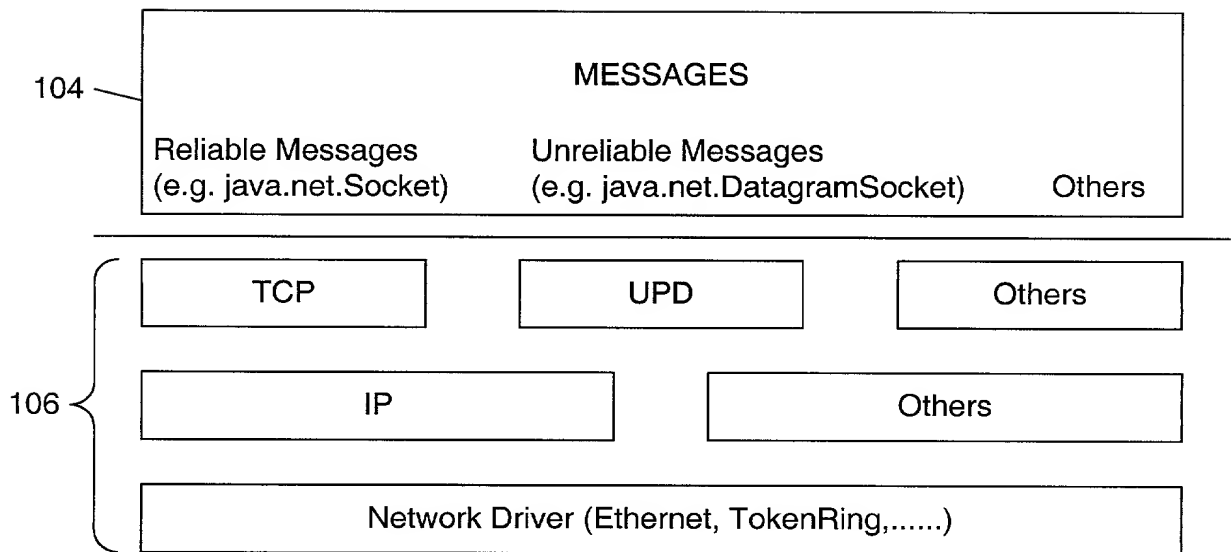 MESSAGES
104
Reliable Messages
(e.g. java.net.Socket)
Unreliable Messages
(e.g. java.net.DatagramSocket)
Others
TCP
UPD
Others
106
IP
Others
Network Driver (Ethernet, TokenRing,......)